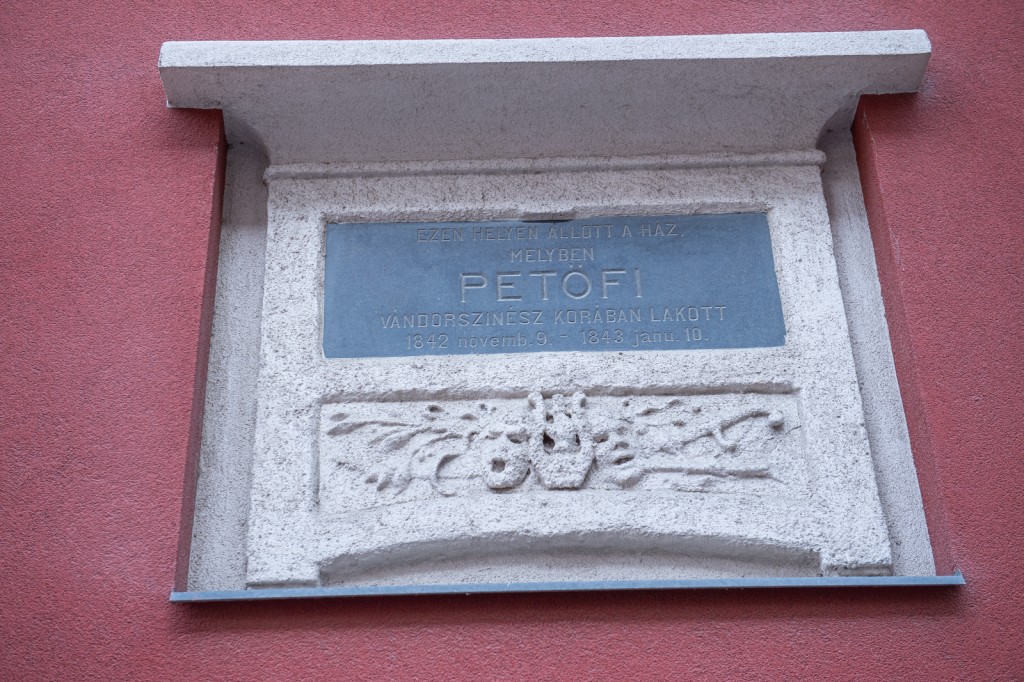 EZEN HELYEN ÁLLOTT A HÁZ,
MELYBEN
PETŐFI
VÁNDORSZINÉSZ KORÁBAN LAKOTT
1842 novemb. 9. – 1843 janu. 10.